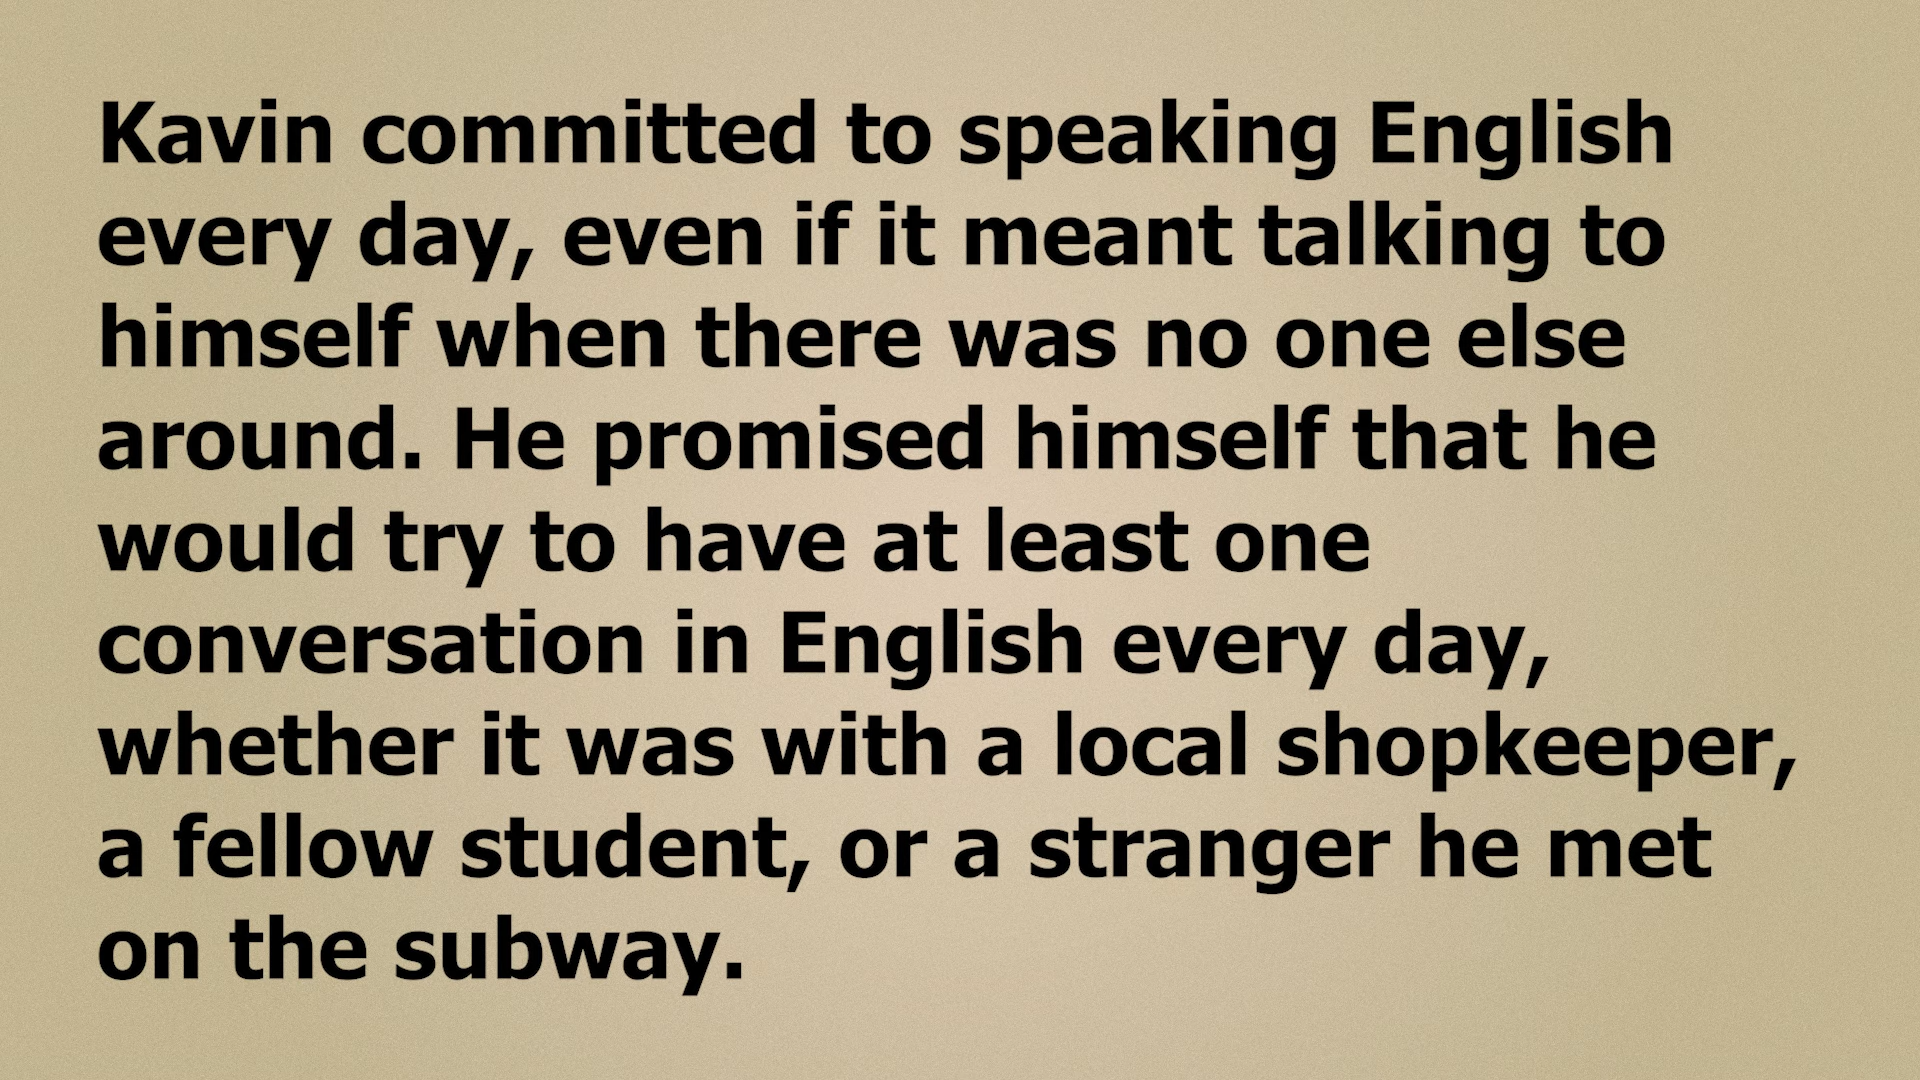 Kavin committed to speaking English
every day, even if it meant talking to
himself when there was no one else
around. He promised himself that he
would try to have at least one
conversation in English every day,
whether it was with a local shopkeeper,
a fellow student, or a stranger he met
on the subway.